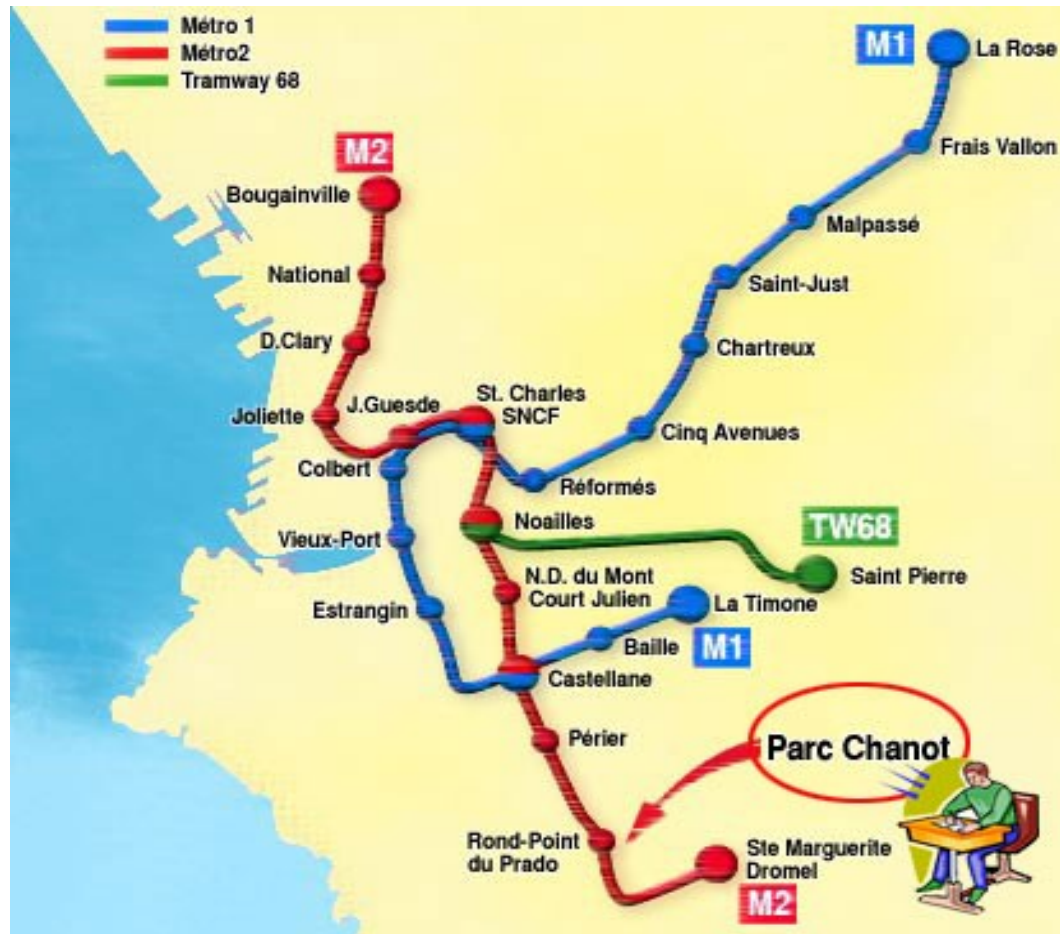 Métro 1
Métro2
Tramway 68
M1
La Rose
Frais Vallon
M2
Bougainville
Malpassé
National
Saint-Just
D.Clary
Chartreux
St. Charles
SNCF
J.Guesde
Joliette
Cinq Avenues
Colbert
Réformés
Noailles
TW68
Vieux-Port
Saint Pierre
N.D. du Mont
Court Julien
La Timone
Estrangin
Baille
M1
Castellane
Périer
Parc Chanot
Rond-Point
du Prado
Ste Marguerite
Dromel
M2